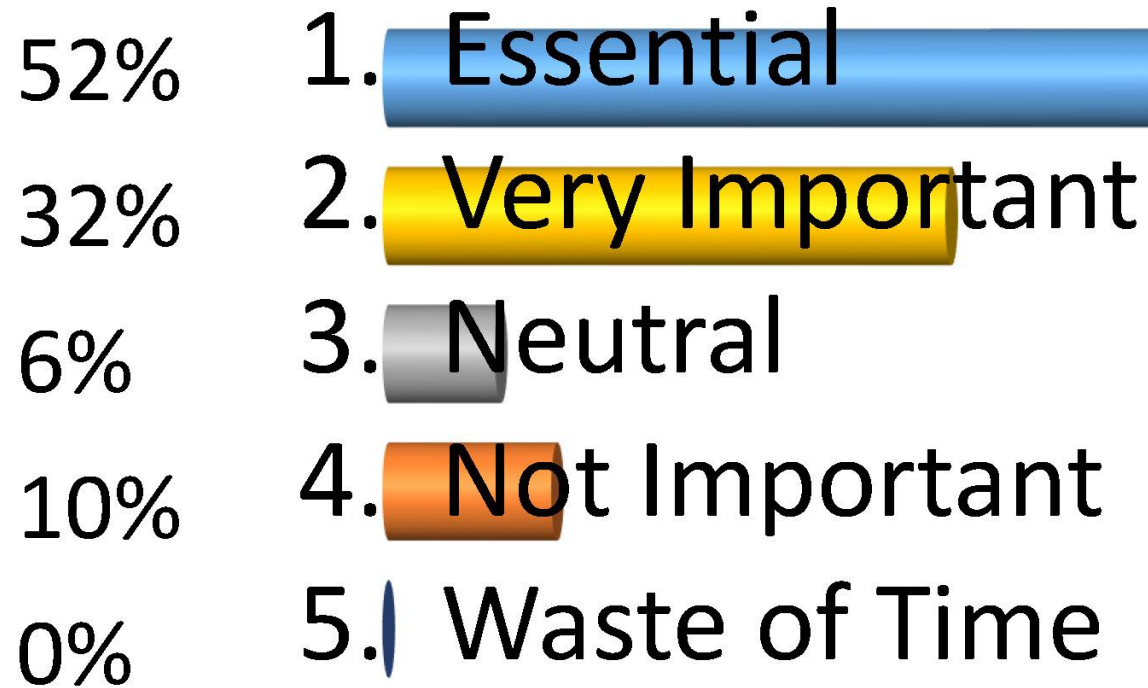 52% 1. Essential
32% 2. Very Important
6% 3. Neutral
10% 4. Not Important
0% 5. Waste of Time